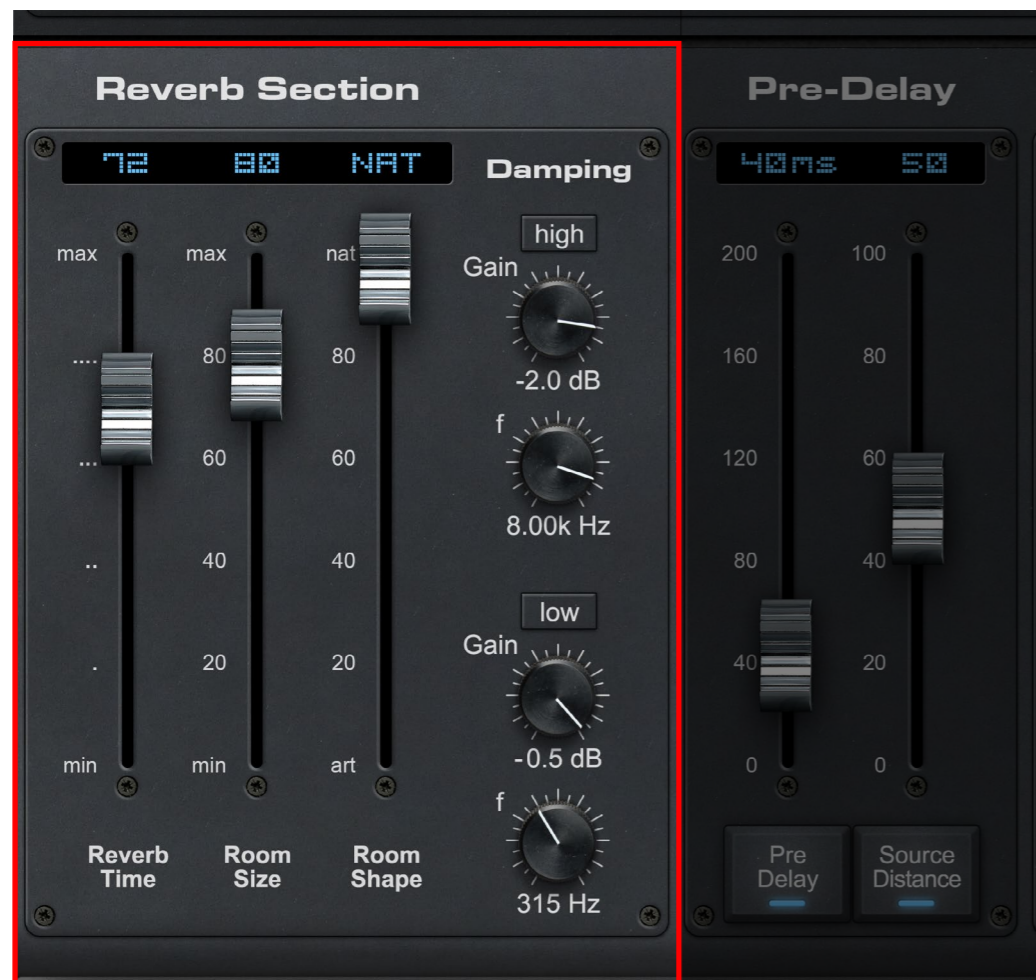 Reverb Section
72 80 NAT
Damping
high
Gain
-2.0 dB
f
8.00k Hz
low
Gain
-0.5 dB
f
315 Hz
max
....
...
..
.
min
max
80
60
40
20
min
nat
80
60
40
20
art
Reverb
Time
Room
Size
Room
Shape
Pre-Delay
40ms 50
200
160
120
80
40
0
100
80
60
40
20
0
Pre
Delay
Source
Distance